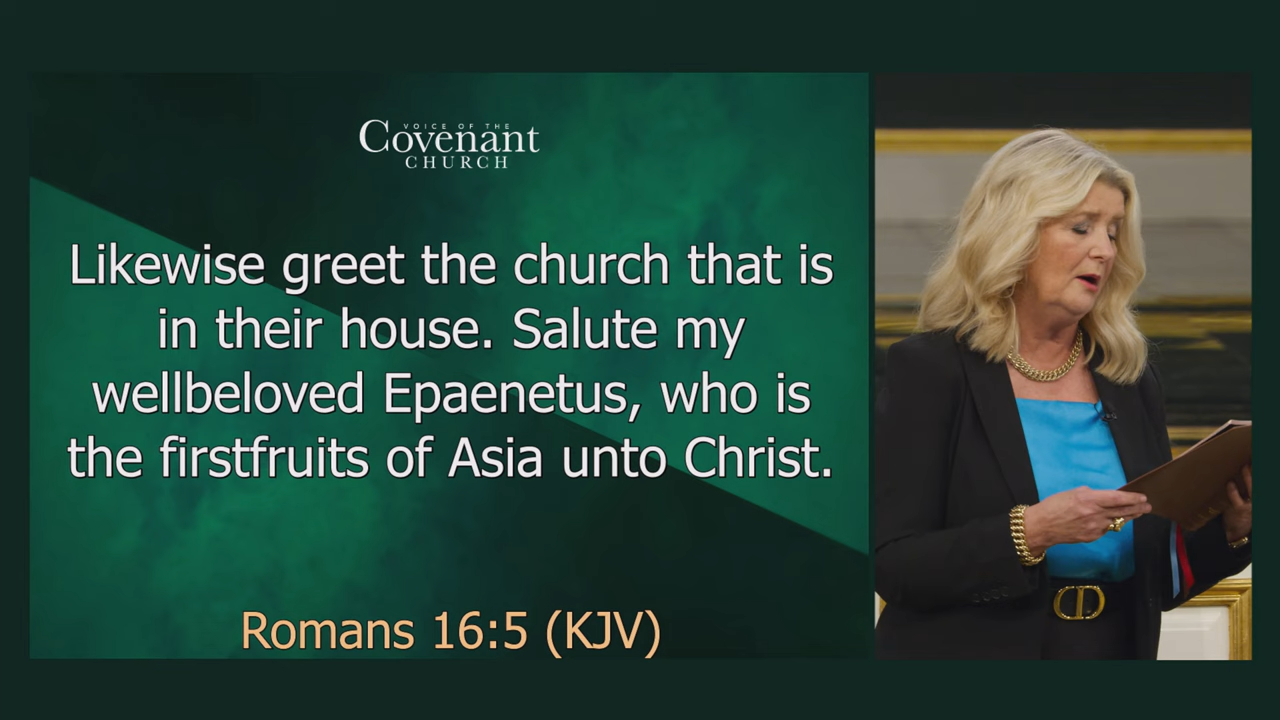 VOICE OF THE
Covenant
CHURCH
Likewise greet the church that is
in their house. Salute my
wellbeloved Epaenetus, who is
the firstfruits of Asia unto Christ.
Romans 16:5 (KJV)